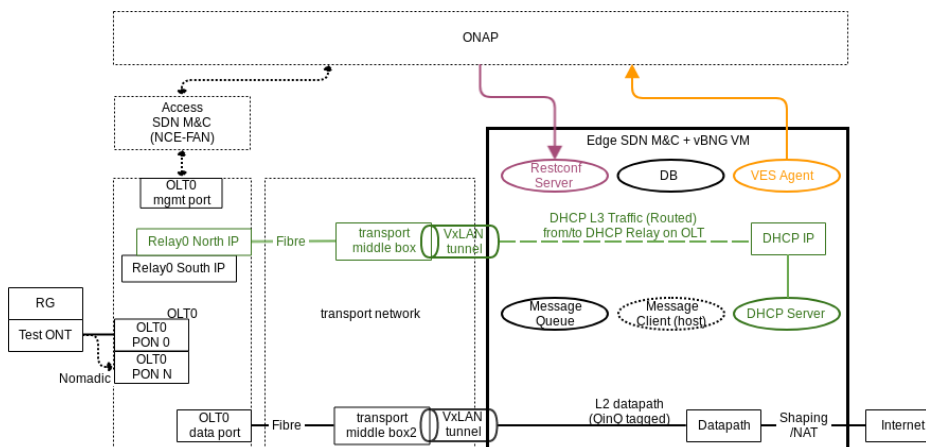 ONAP
Access
SDN M&C
(NCE-FAN)
Edge SDN M&C + vBNG VM
Restconf
Server
DB
VES Agent
OLT0
mgmt port
Relay0 North IP
Fibre
transport
middle box
VxLAN
tunnel
DHCP L3 Traffic (Routed)
from/to DHCP Relay on OLT
DHCP IP
Relay0 South IP
RG
Test ONT
OLT0
OLT0
PON 0
OLT0
PON N
Nomadic
transport network
Message
Queue
Message
Client (host)
DHCP Server
OLT0
data port
Fibre
transport
middle box2
VxLAN
tunnel
L2 datapath
(QinQ tagged)
Datapath
Shaping
/NAT
Internet